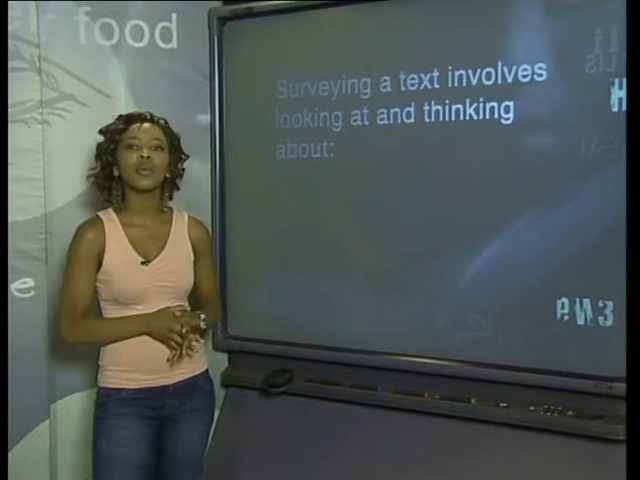 food
Surveying a text involves
looking at and thinking
about:
e